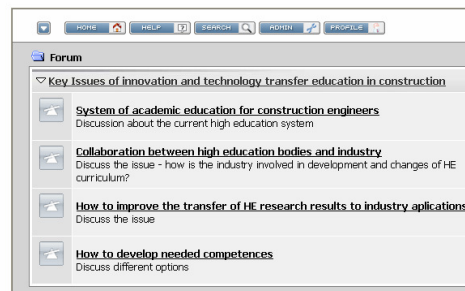 HOME HELP SEARCH ADMIN PROFILE
Forum
Key Issues of innovation and technology transfer education in construction
System of academic education for construction engineers
Discussion about the current high education system
Collaboration between high education bodies and industry
Discuss the issue - how is the industry involved in development and changes of HE
curriculum?
How to improve the transfer of HE research results to industry aplications
Discuss the issue
How to develop needed competences
Discuss different options